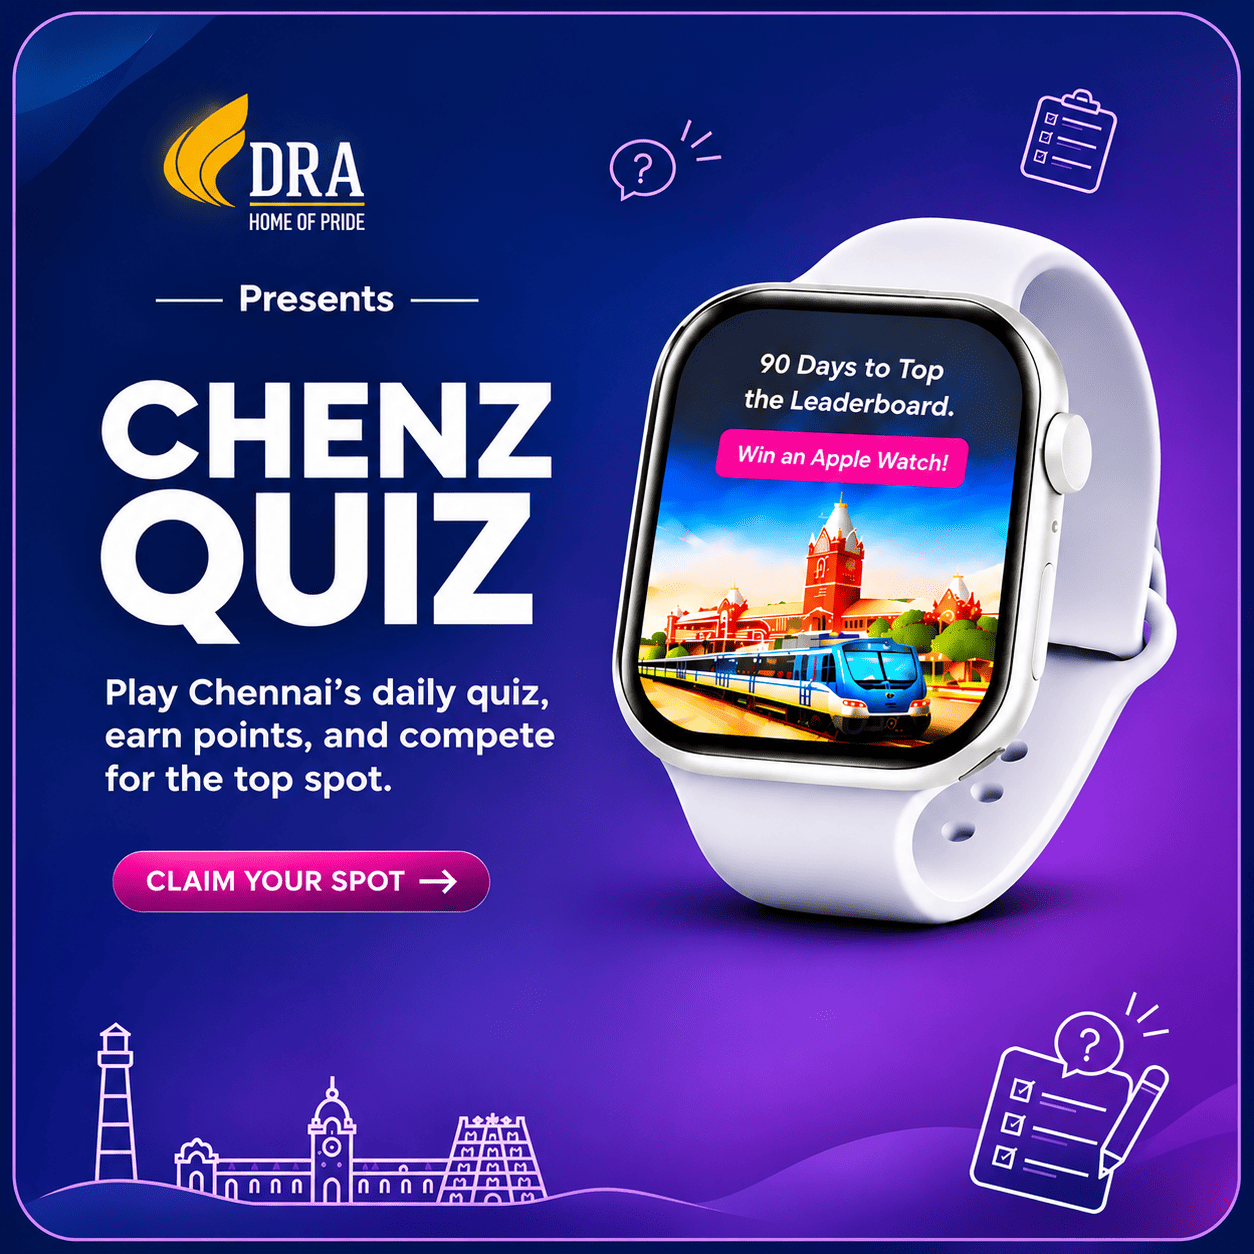 DRA
HOME OF PRIDE
Presents
CHENZ
QUIZ
Play Chennai's daily quiz,
earn points, and compete
for the top spot.
CLAIM YOUR SPOT →
90 Days to Top
the Leaderboard.
Win an Apple Watch!
?
?